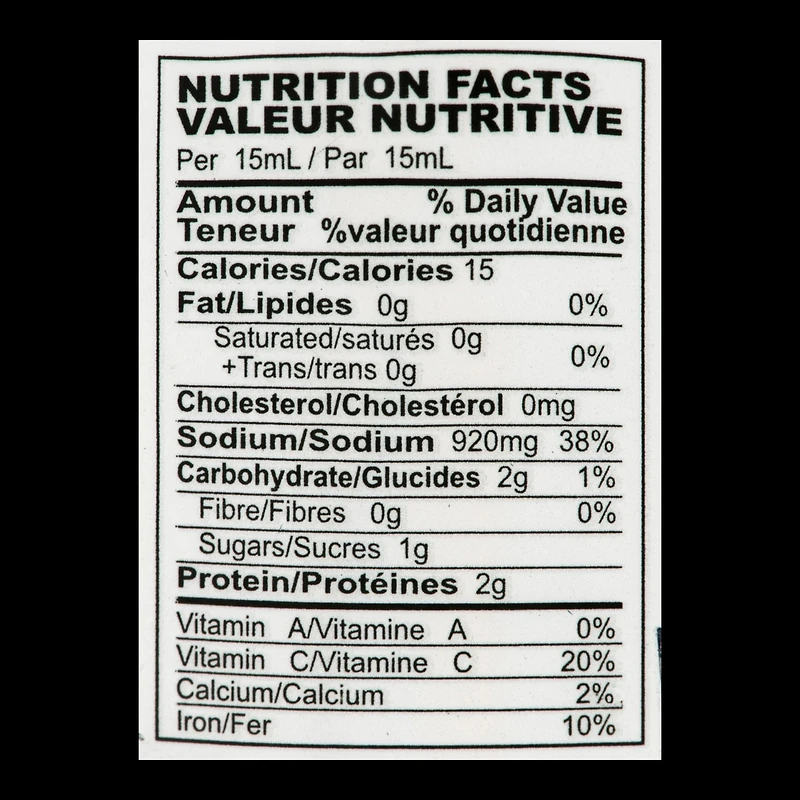 NUTRITION FACTS
VALEUR NUTRITIVE
Per 15mL / Par 15mL
Amount % Daily Value
Teneur %valeur quotidienne
Calories/Calories 15
Fat/Lipides 0g 0%
Saturated/saturés 0g
+Trans/trans 0g 0%
Cholesterol/Cholestérol 0mg
Sodium/Sodium 920mg 38%
Carbohydrate/Glucides 2g 1%
Fibre/Fibres 0g 0%
Sugars/Sucres 1g
Protein/Protéines 2g
Vitamin A/Vitamine A 0%
Vitamin C/Vitamine C 20%
Calcium/Calcium 2%
Iron/Fer 10%